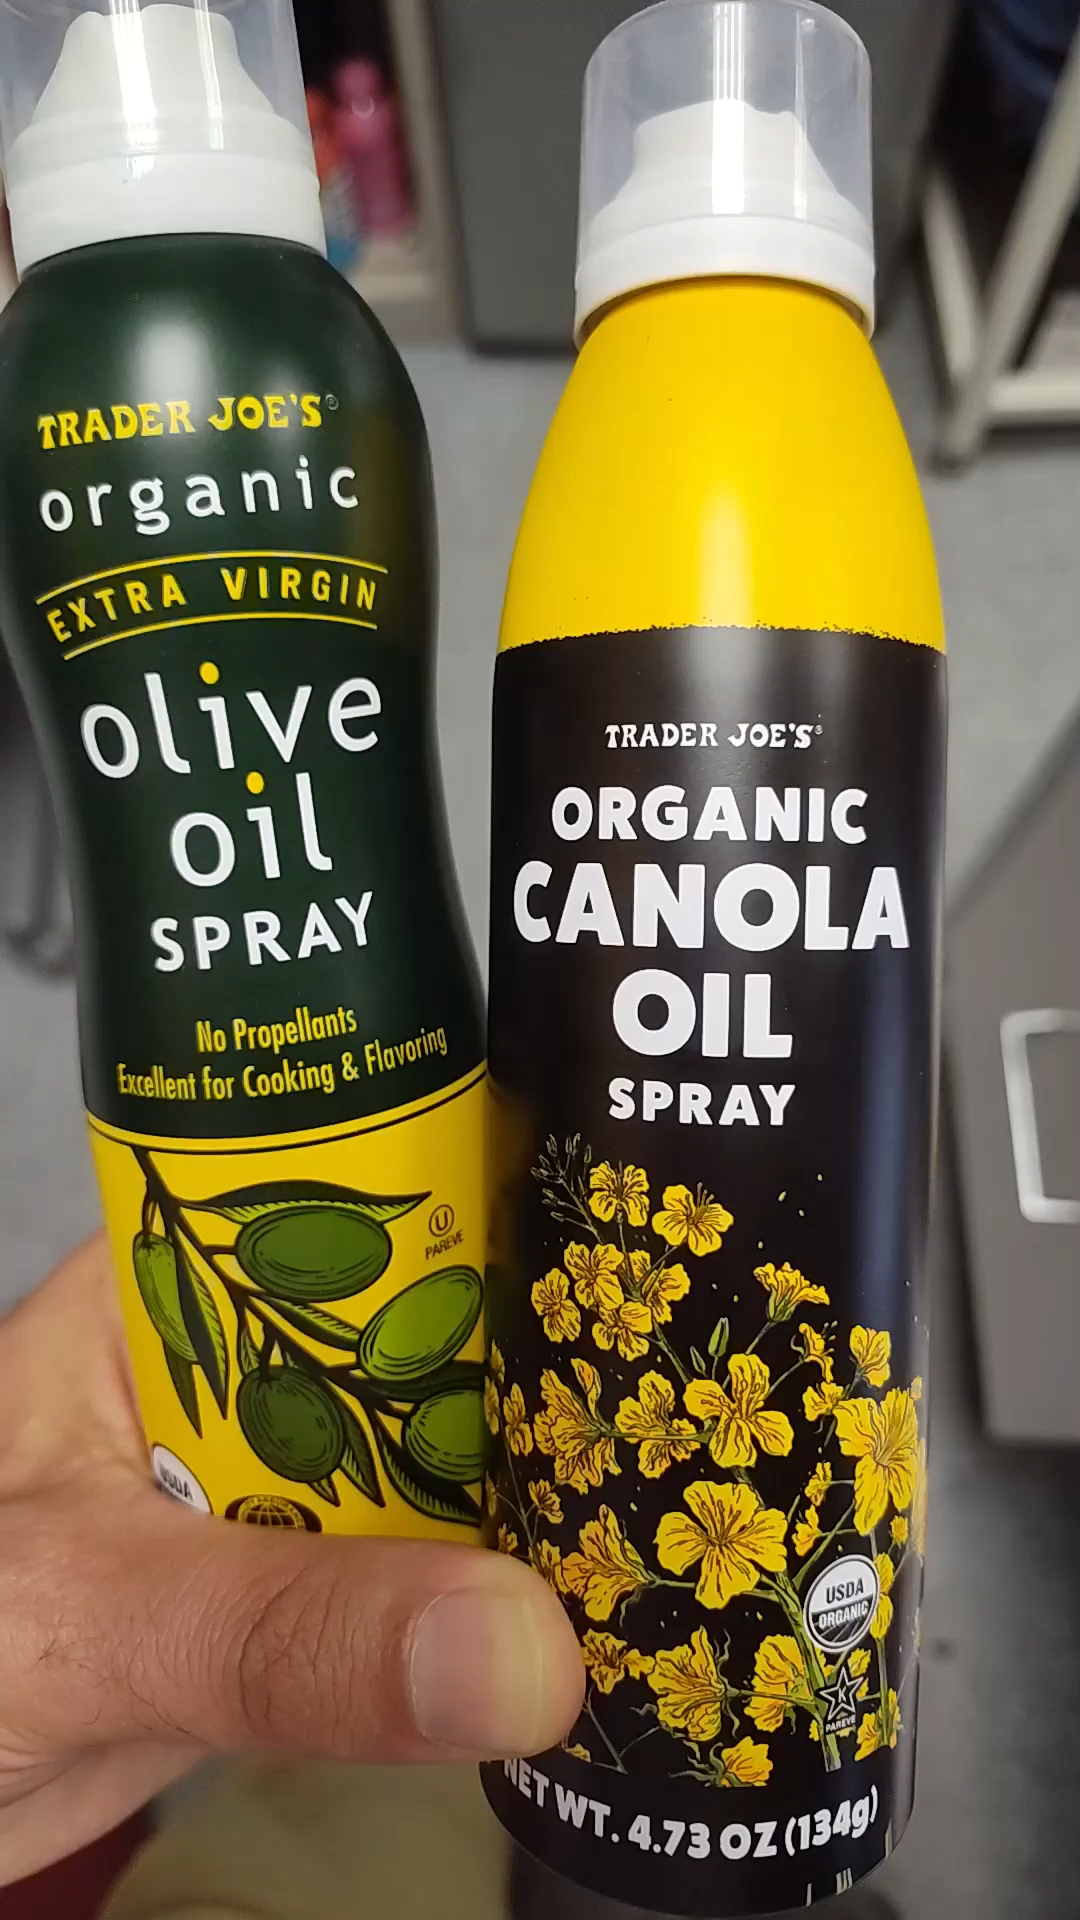 TRADER JOE'S®
organic
EXTRA VIRGIN
olive
oil
SPRAY
No Propellants
Excellent for Cooking & Flavoring
U
PAREVE
USDA
TRADER JOE'S®
ORGANIC
CANOLA
OIL
SPRAY
USDA
ORGANIC
K
PAREVE
NET WT. 4.73 OZ (134g)